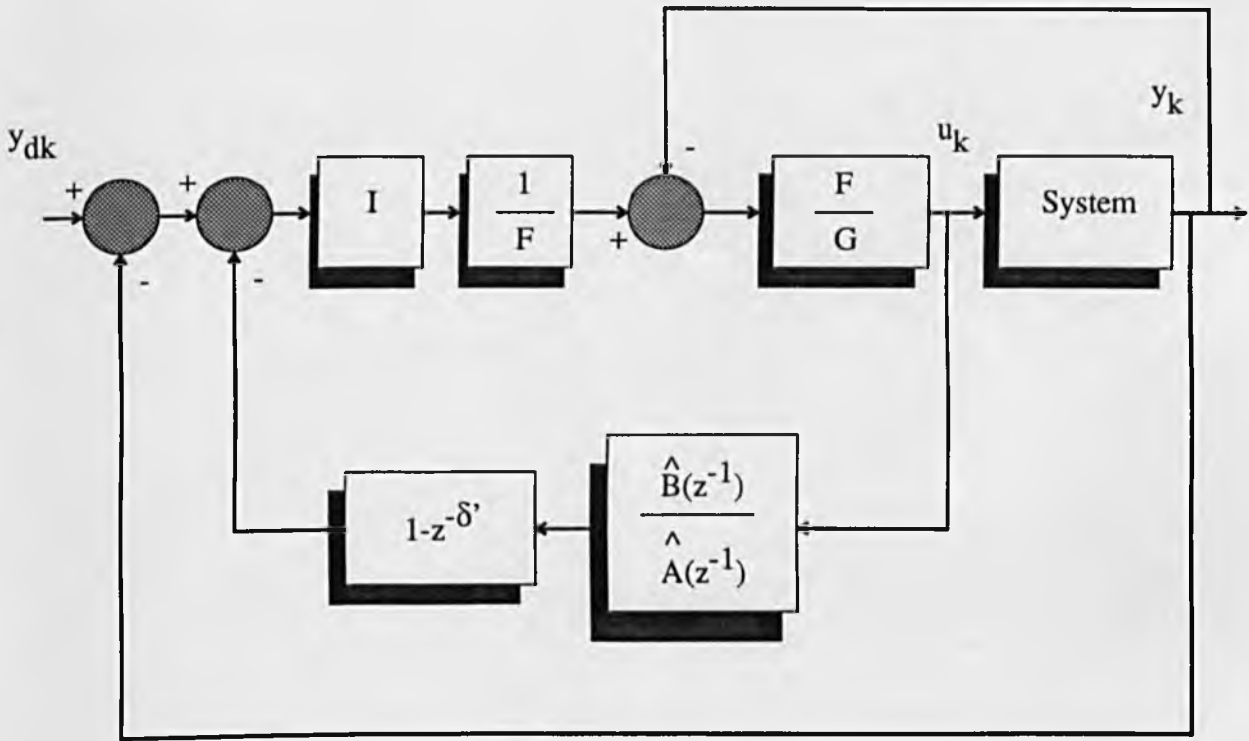 y_k
y_dk
u_k
+
+
-
I
1
F
+
F
G
System
-
-
1-z^-δ’
B̂(z^-1)
Â(z^-1)